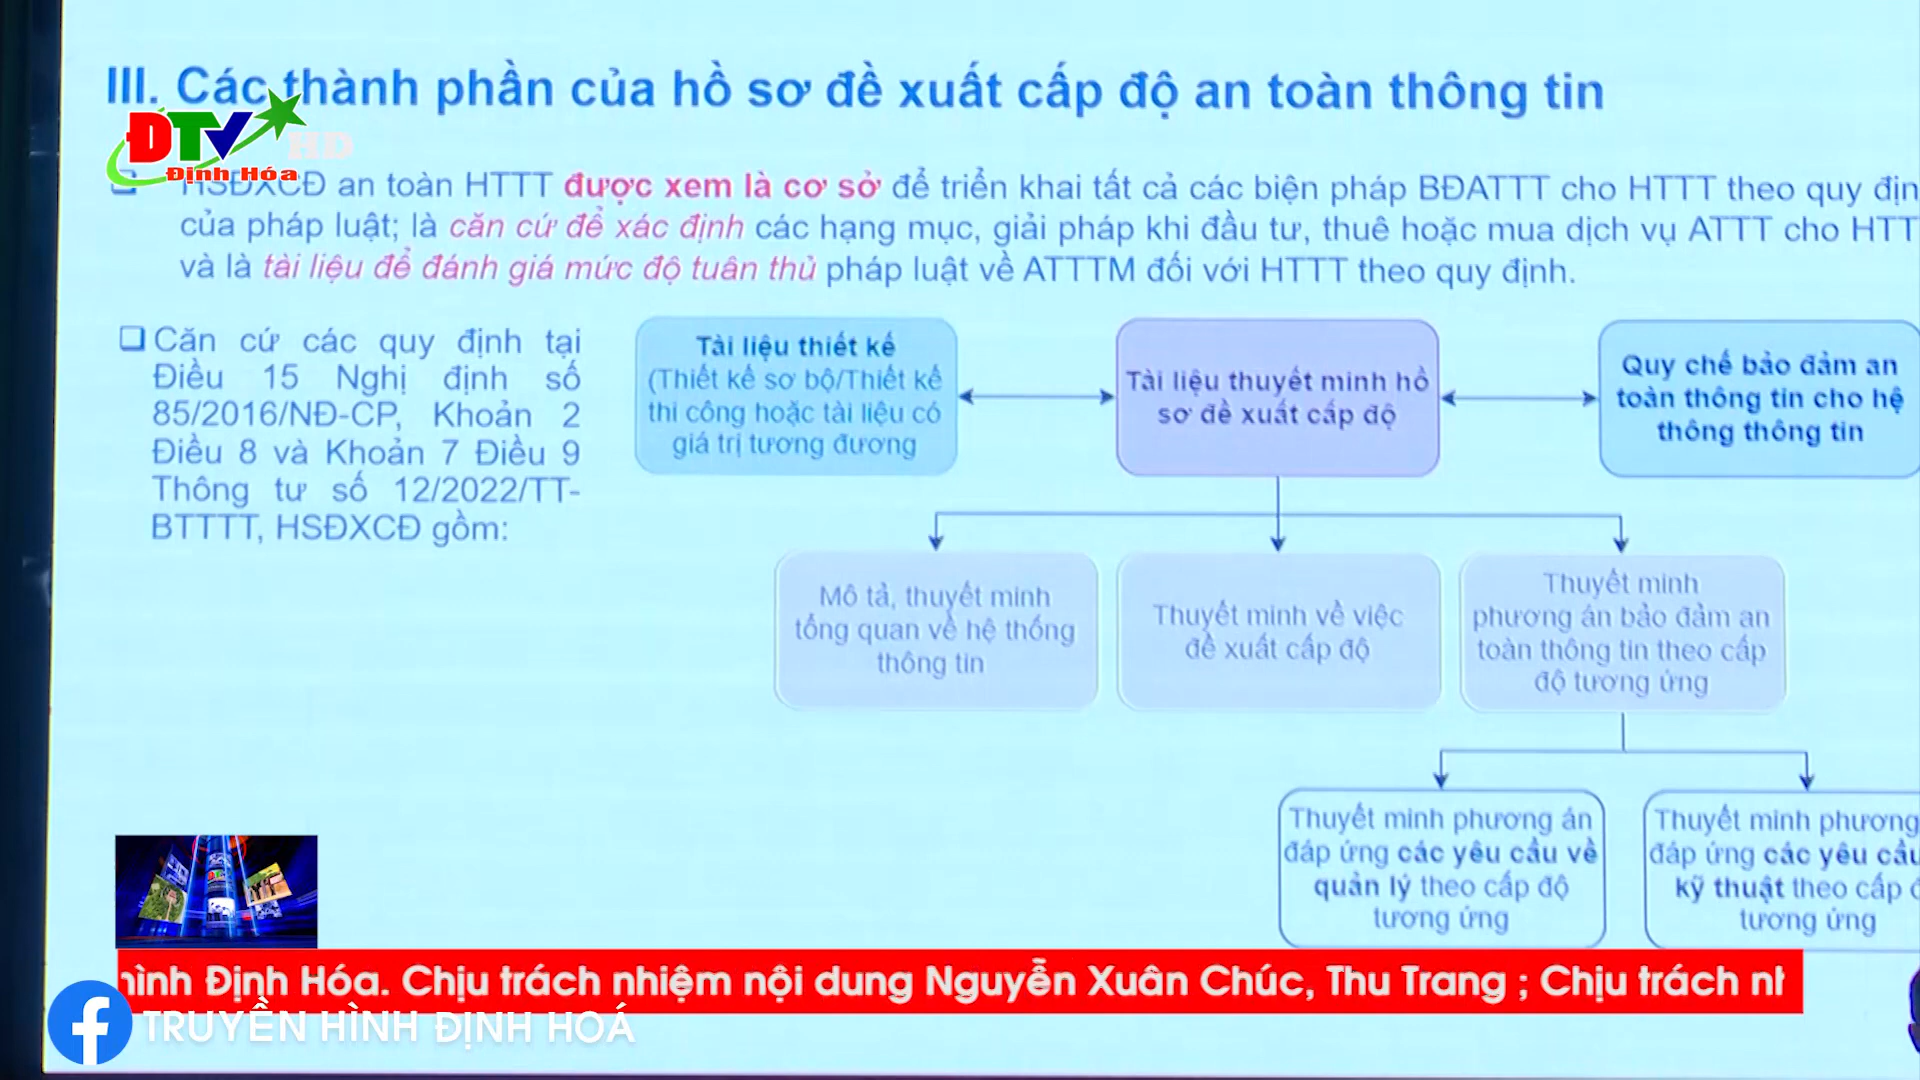 III. Các thành phần của hồ sơ đề xuất cấp độ an toàn thông tin
ĐTV
HD
Định Hóa
HSĐXCĐ an toàn HTTT được xem là cơ sở để triển khai tất cả các biện pháp BĐATTT cho HTTT theo quy địn
của pháp luật; là căn cứ để xác định các hạng mục, giải pháp khi đầu tư, thuê hoặc mua dịch vụ ATTT cho HTT
và là tài liệu để đánh giá mức độ tuân thủ pháp luật về ATTTM đối với HTTT theo quy định.
Căn cứ các quy định tại
Điều 15 Nghị định số
85/2016/NĐ-CP, Khoản 2
Điều 8 và Khoản 7 Điều 9
Thông tư số 12/2022/TT-
BTTTT, HSĐXCĐ gồm:
Tài liệu thiết kế
(Thiết kế sơ bộ/Thiết kế
thi công hoặc tài liệu có
giá trị tương đương
Tài liệu thuyết minh hồ
sơ đề xuất cấp độ
Quy chế bảo đảm an
toàn thông tin cho hệ
thông thông tin
Mô tả, thuyết minh
tổng quan về hệ thống
thông tin
Thuyết minh về việc
đề xuất cấp độ
Thuyết minh
phương án bảo đảm an
toàn thông tin theo cấp
độ tương ứng
Thuyết minh phương án
đáp ứng các yêu cầu về
quản lý theo cấp độ
tương ứng
Thuyết minh phương
đáp ứng các yêu cầu
kỹ thuật theo cấp đ
tương ứng
hình Định Hóa. Chịu trách nhiệm nội dung Nguyễn Xuân Chúc, Thu Trang ; Chịu trách nh
TRUYỀN HÌNH ĐỊNH HOÁ